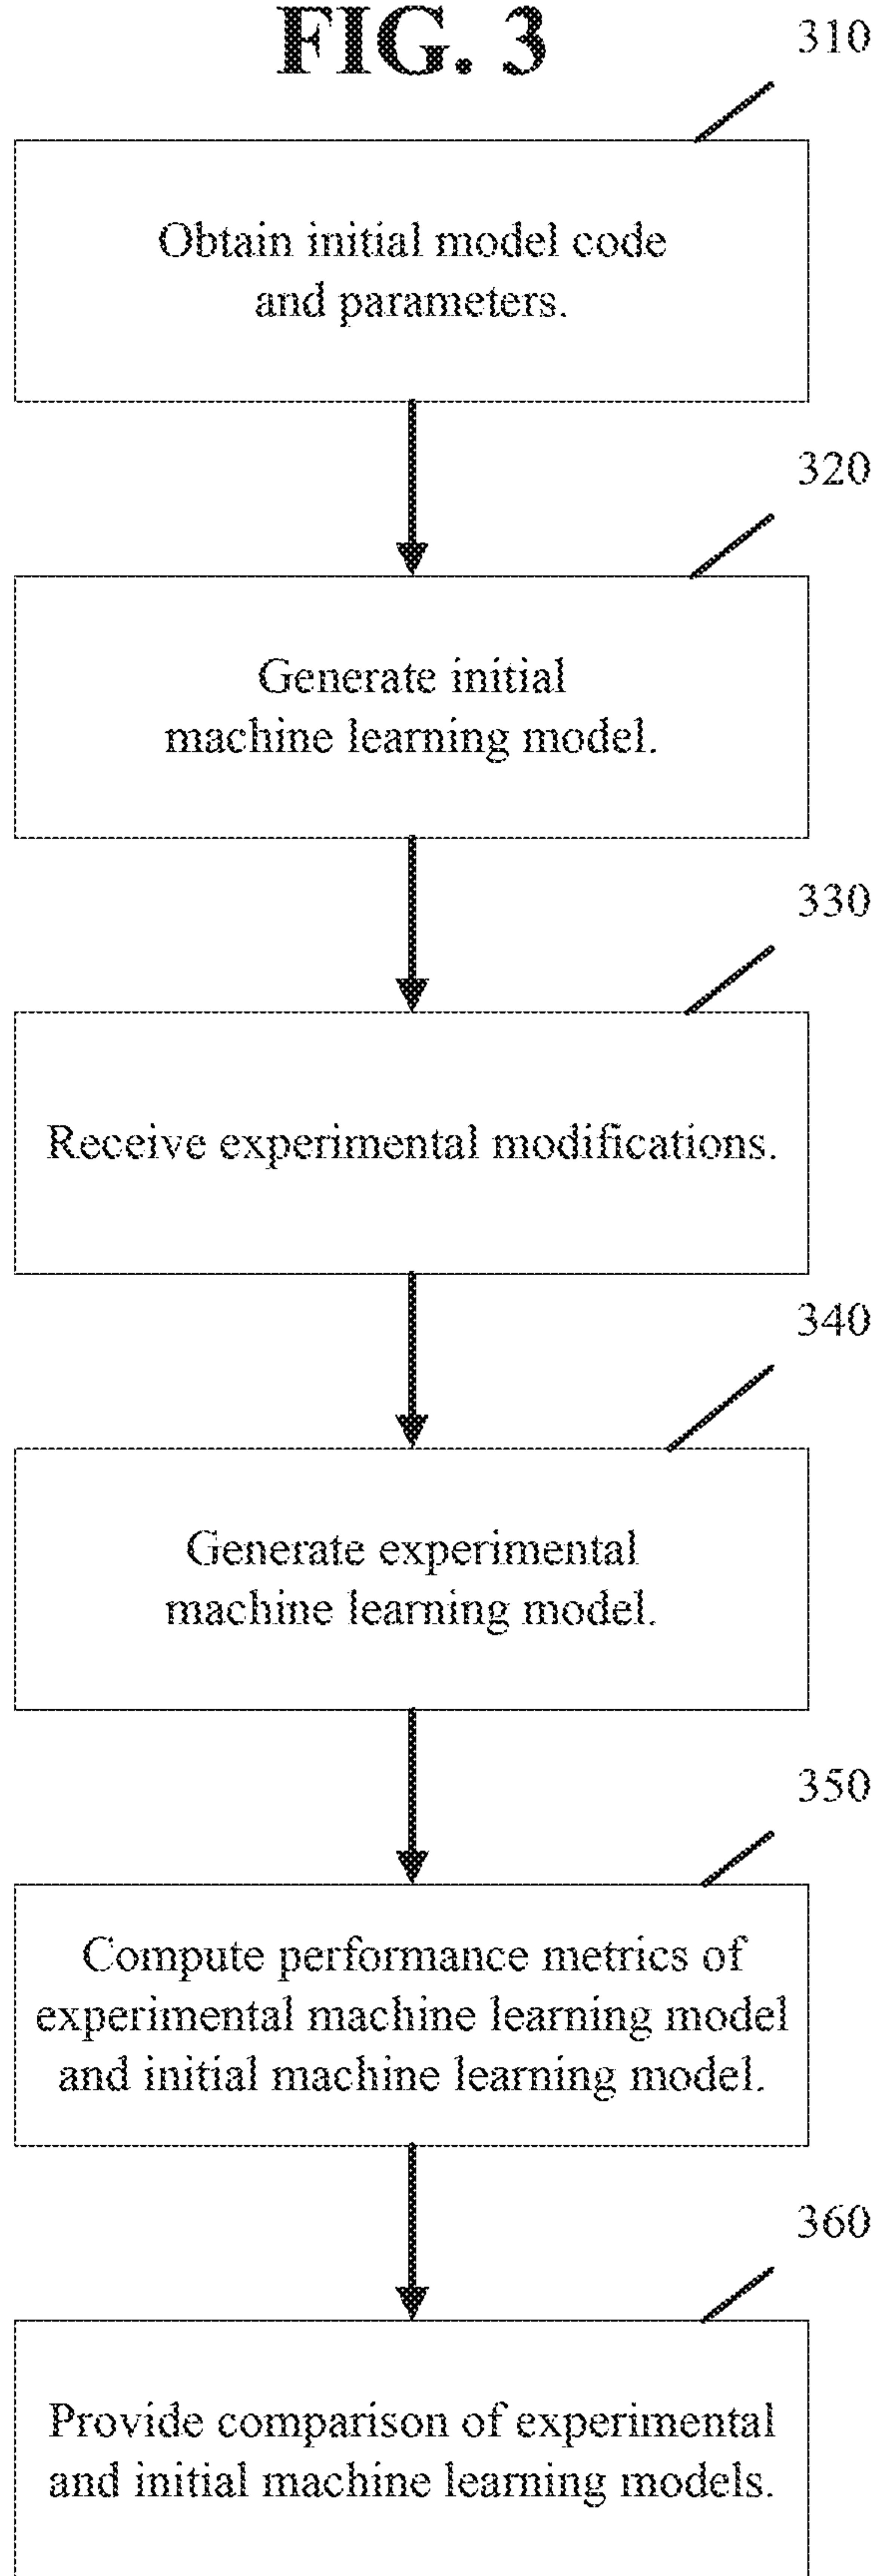 FIG. 3
310
Obtain initial model code
and parameters.
320
Generate initial
machine learning model.
330
Receive experimental modifications.
340
Generate experimental
machine learning model.
350
Compute performance metrics of
experimental machine learning model
and initial machine learning model.
360
Provide comparison of experimental
and initial machine learning models.